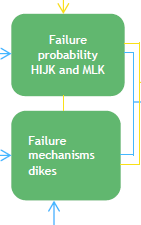 Failure
probability
HIJK and MLK
Failure
mechanisms
dikes